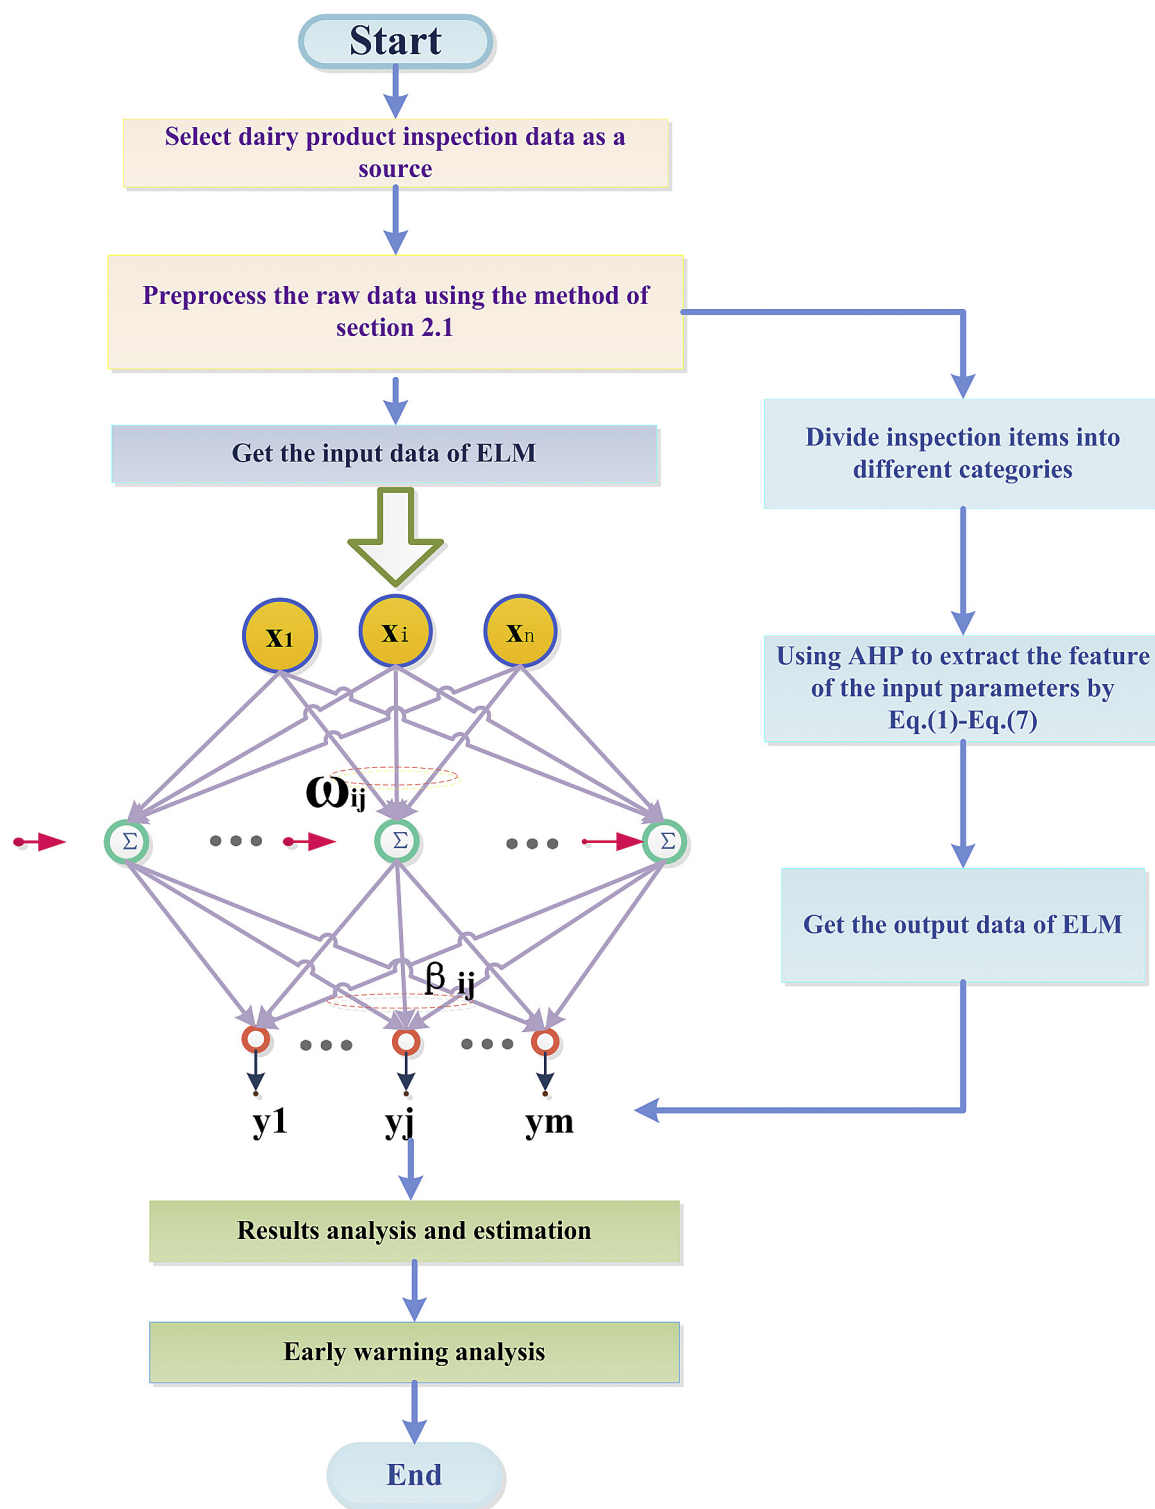 Start
Select dairy product inspection data as a
source
Preprocess the raw data using the method of
section 2.1
Get the input data of ELM
Divide inspection items into
different categories
x1
xi
xn
Using AHP to extract the feature
of the input parameters by
Eq.(1)-Eq.(7)
ωij
Σ
Σ
Σ
Get the output data of ELM
β ij
y1
yj
ym
Results analysis and estimation
Early warning analysis
End